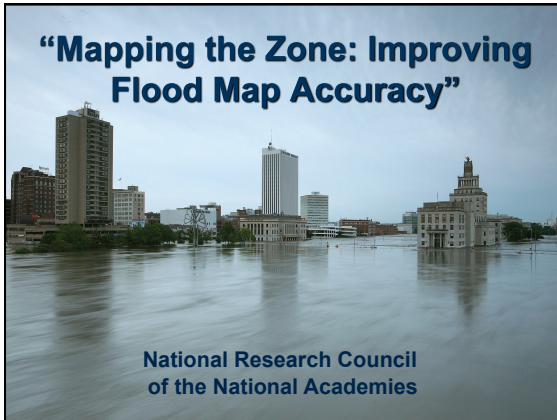 “Mapping the Zone: Improving
Flood Map Accuracy”
National Research Council
of the National Academies